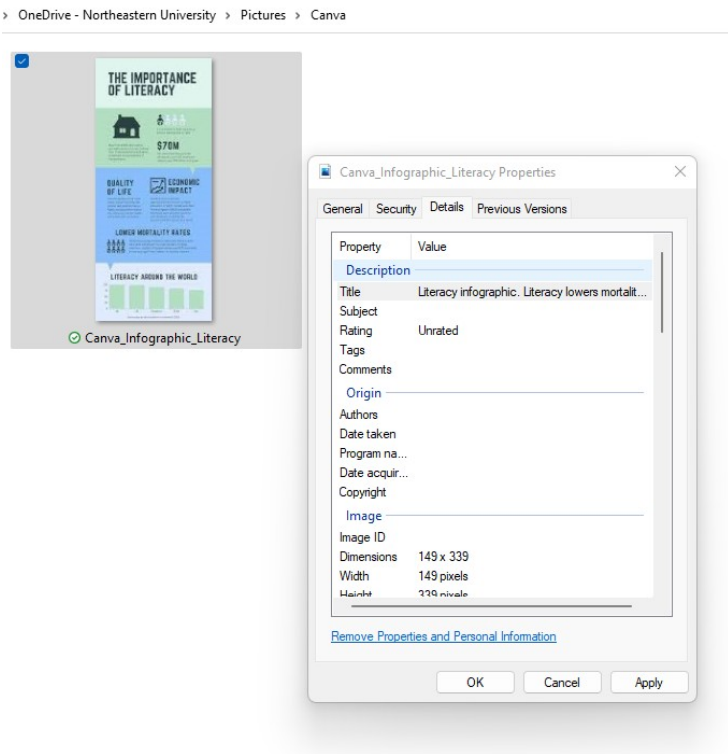 › OneDrive - Northeastern University › Pictures › Canva
THE IMPORTANCE
OF LITERACY
$70M
QUALITY
OF LIFE
ECONOMIC
IMPACT
LOWER MORTALITY RATES
LITERACY AROUND THE WORLD
Canva_Infographic_Literacy
Canva_Infographic_Literacy Properties
General Security Details Previous Versions
Property Value
Description
Title Literacy infographic. Literacy lowers mortalit...
Subject
Rating Unrated
Tags
Comments
Origin
Authors
Date taken
Program na...
Date acquir...
Copyright
Image
Image ID
Dimensions 149 x 339
Width 149 pixels
Height 339 pixels
Remove Properties and Personal Information
OK Cancel Apply